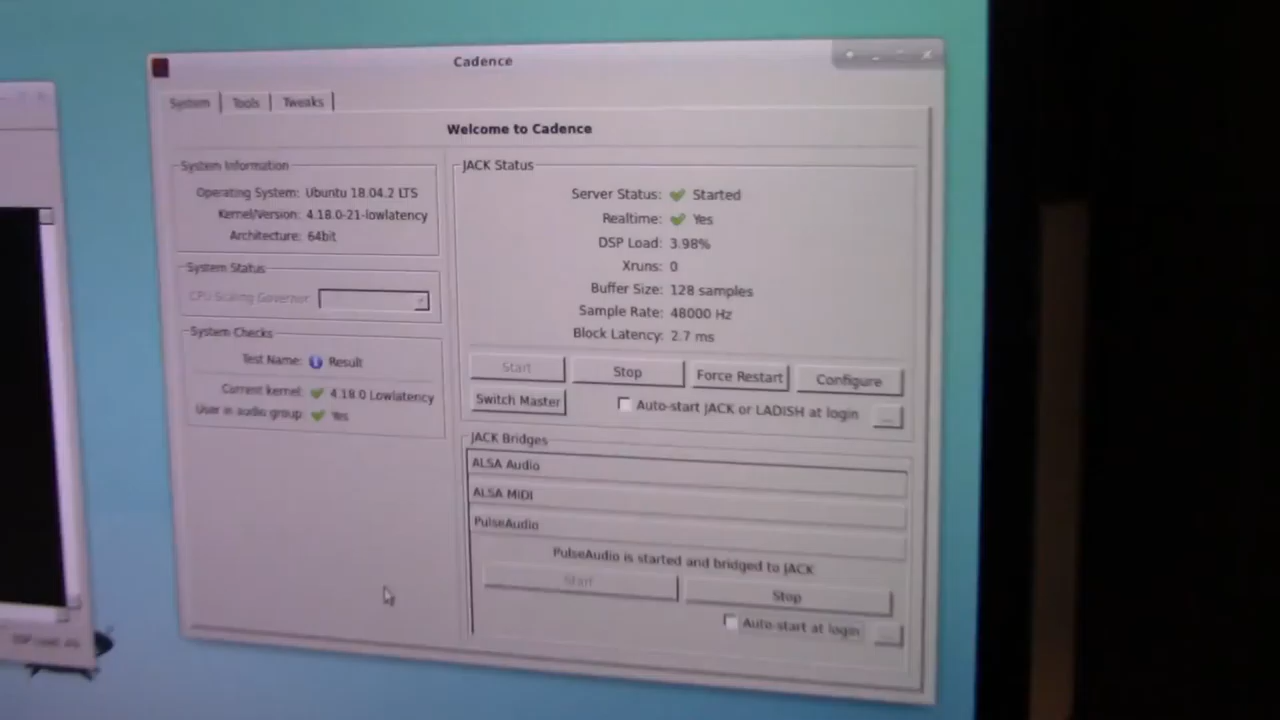 Cadence
System Tools Tweaks
Welcome to Cadence
System Information
Operating System: Ubuntu 18.04.2 LTS
Kernel/Version: 4.18.0-21-lowlatency
Architecture: 64bit
System Status
CPU Scaling Governor:
System Checks
Test Name: Result
Current kernel: 4.18.0 Lowlatency
User in audio group: Yes
JACK Status
Server Status: Started
Realtime: Yes
DSP Load: 3.98%
Xruns: 0
Buffer Size: 128 samples
Sample Rate: 48000 Hz
Block Latency: 2.7 ms
Start Stop Force Restart Configure
Switch Master Auto-start JACK or LADISH at login ...
JACK Bridges
ALSA Audio
ALSA MIDI
PulseAudio
PulseAudio is started and bridged to JACK
Start Stop
Auto-start at login ...